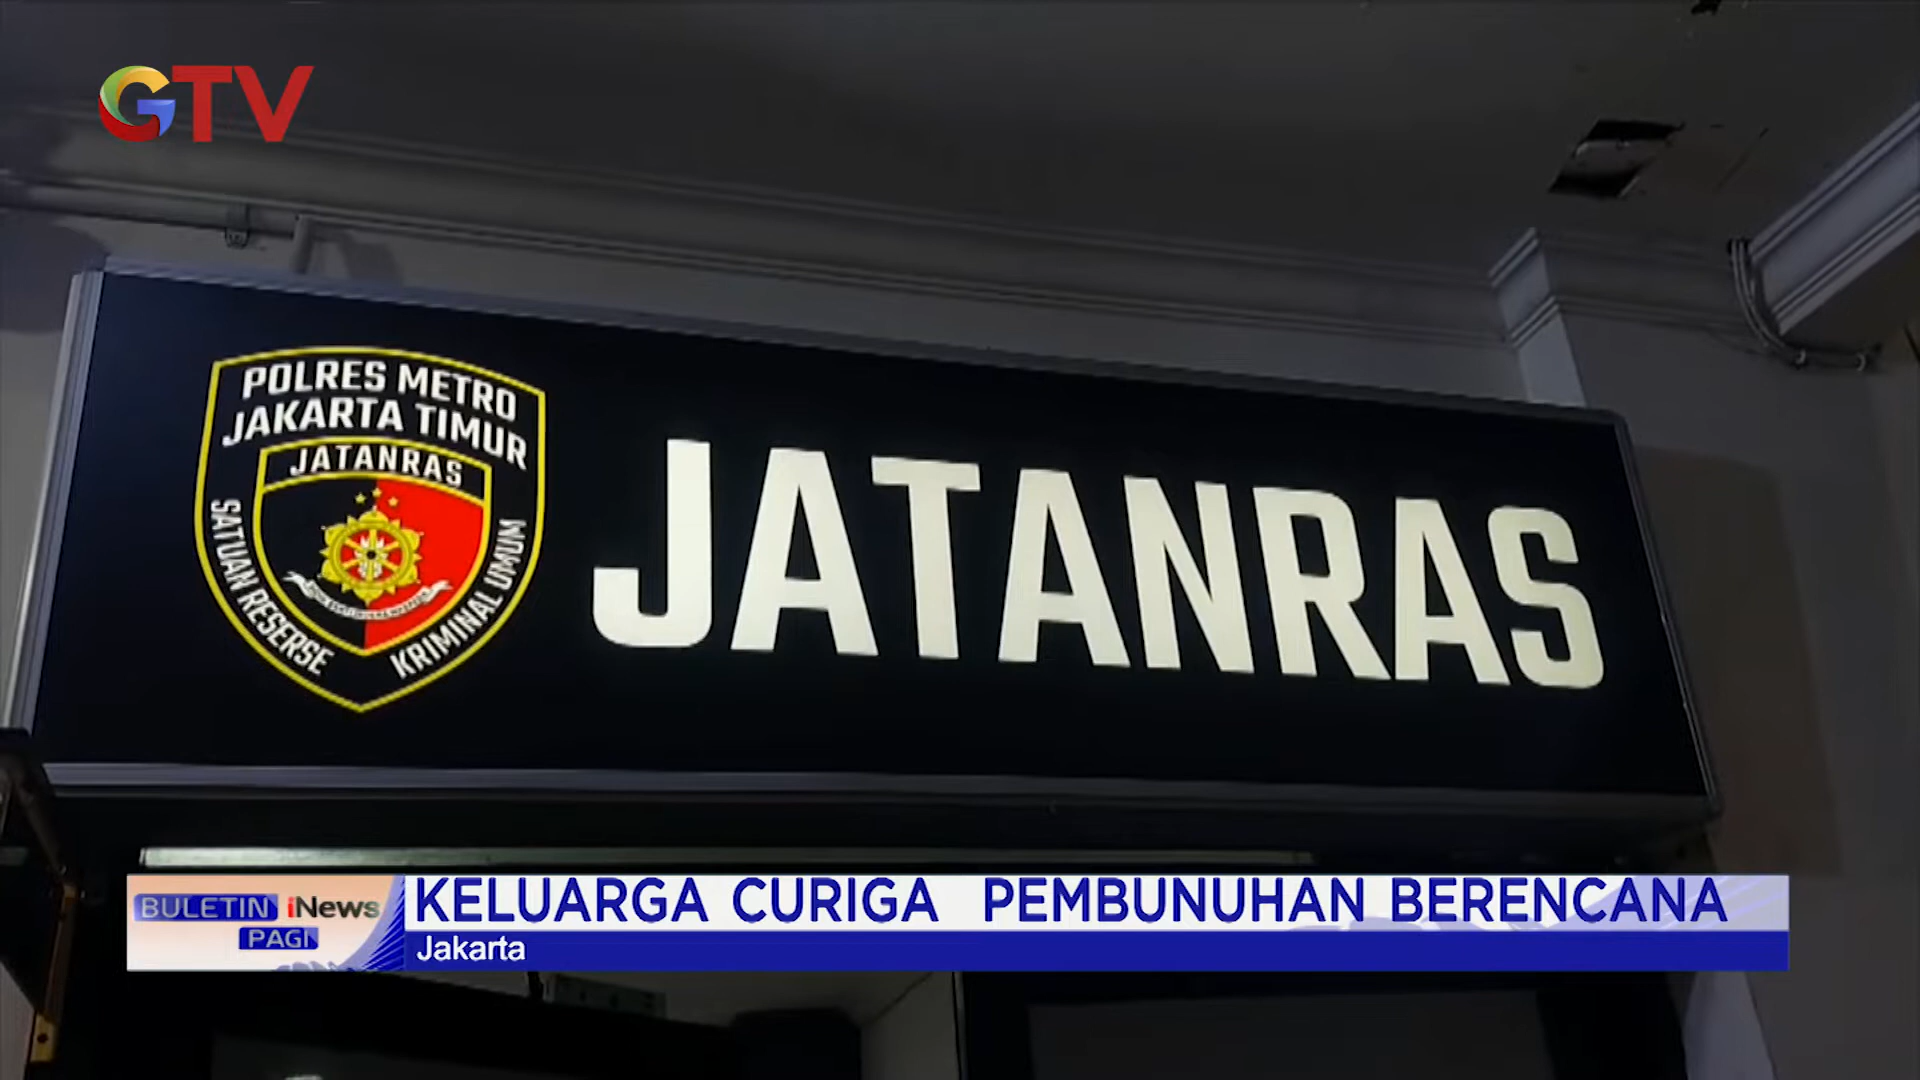 GTV
POLRES METRO
JAKARTA TIMUR
JATANRAS
SATUAN RESERSE
KRIMINAL UMUM
JATANRAS
BULETIN iNews
PAGI
KELUARGA CURIGA PEMBUNUHAN BERENCANA
Jakarta